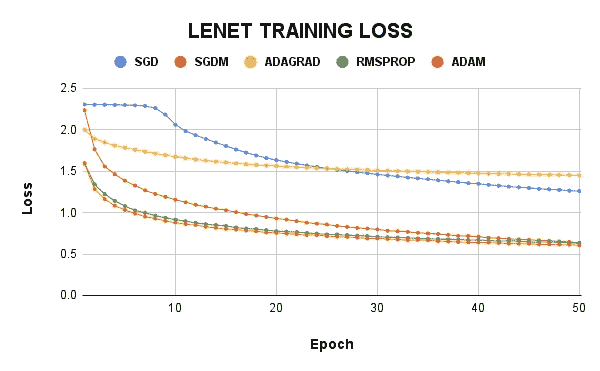 LENET TRAINING LOSS
SGD SGDM ADAGRAD RMSPROP ADAM
2.5
2.0
1.5
1.0
0.5
0.0
Loss
10 20 30 40 50
Epoch